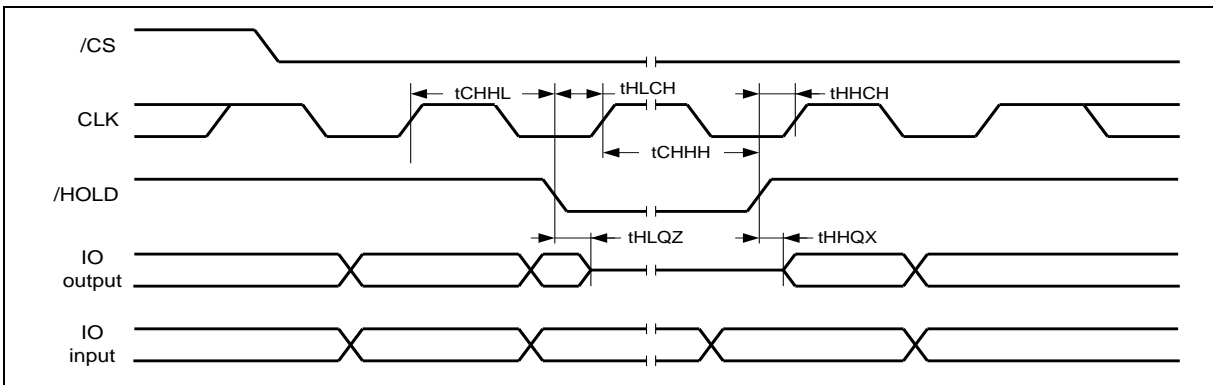 /CS
tCHHL
tHLCH
tHHCH
CLK
tCHHH
/HOLD
tHLQZ
tHHQX
IO
output
IO
input